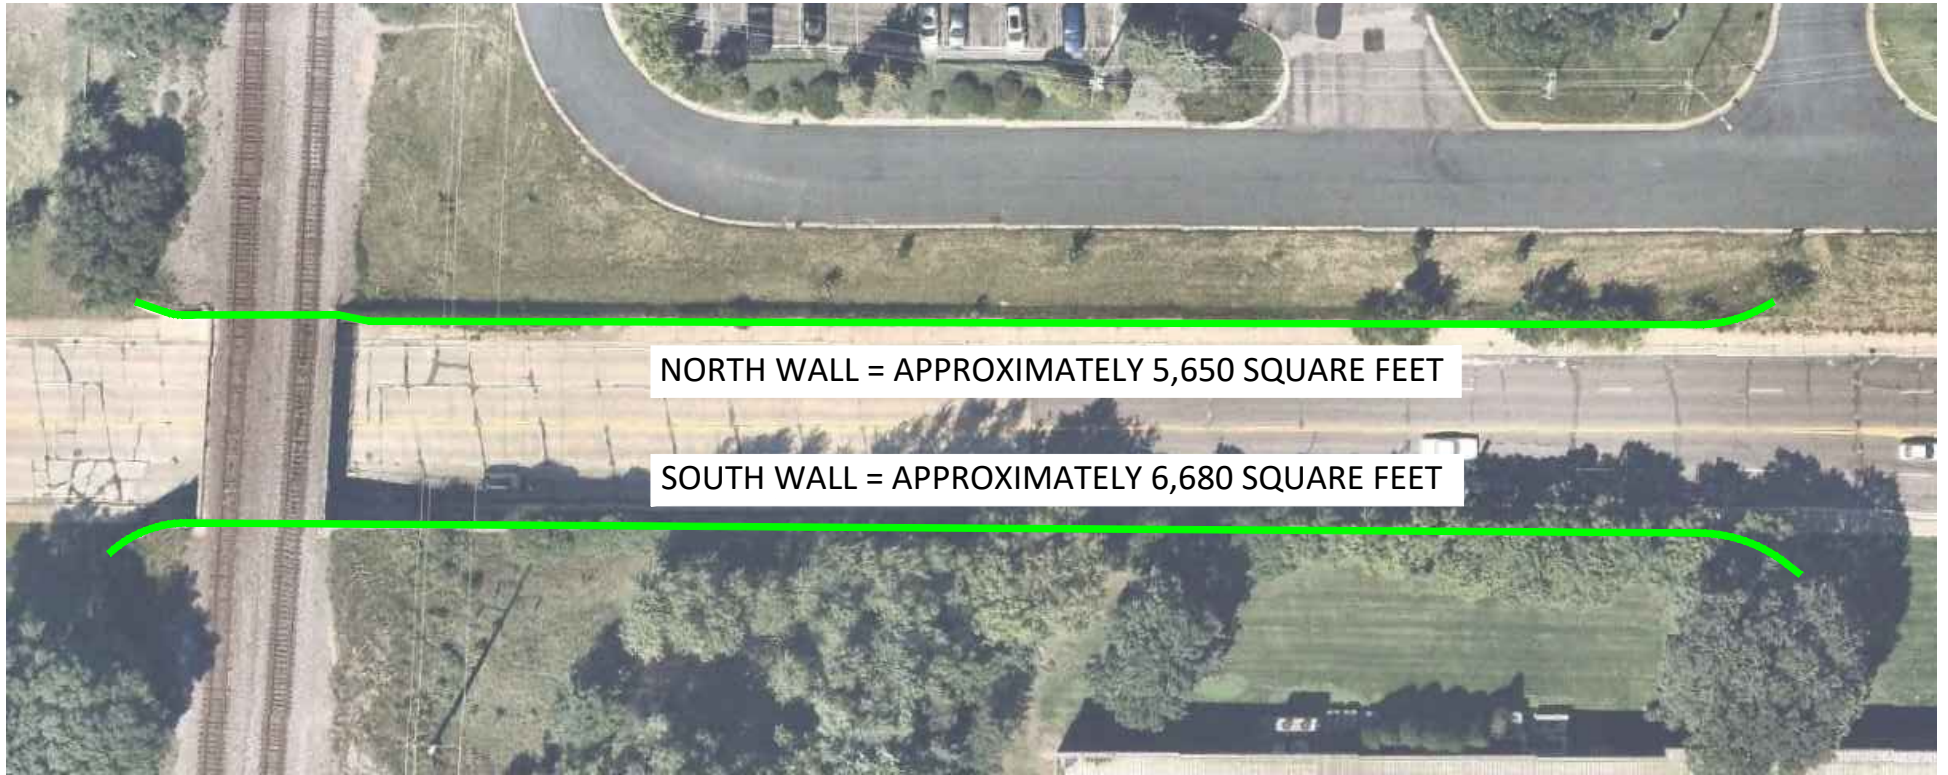 NORTH WALL = APPROXIMATELY 5,650 SQUARE FEET
SOUTH WALL = APPROXIMATELY 6,680 SQUARE FEET